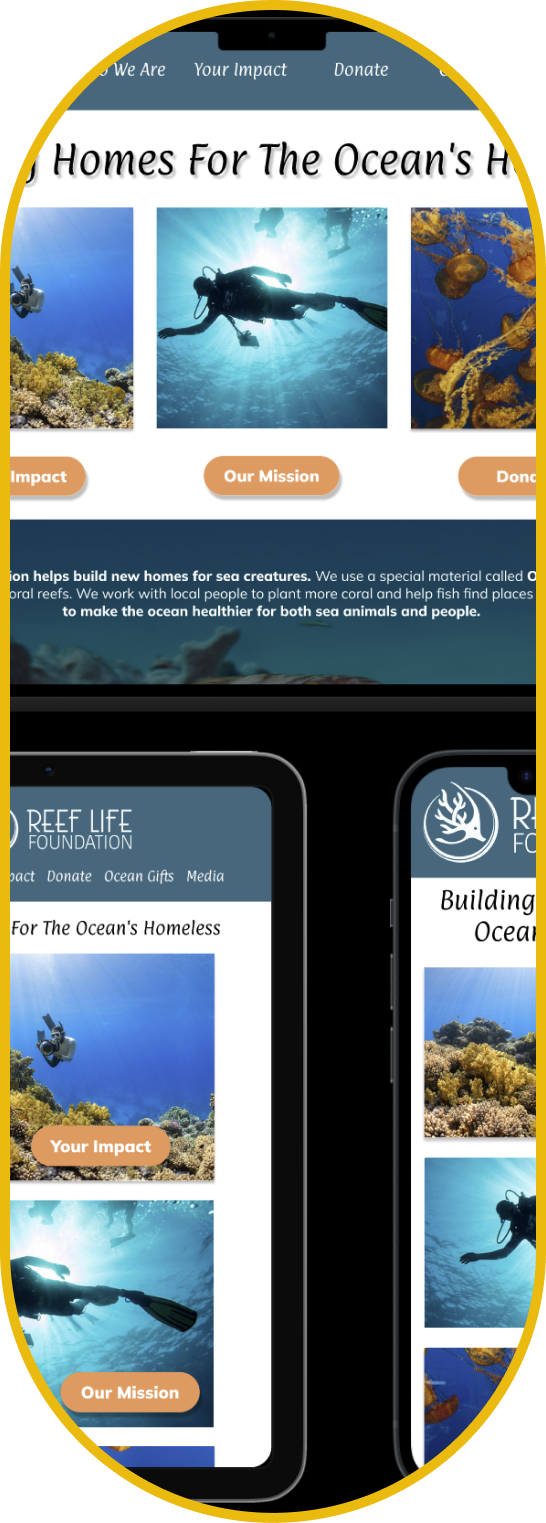 We Are Your Impact Donate
Homes For The Ocean's
Impact
Our Mission
ion helps build new homes for sea creatures. We use a special material called
oral reefs. We work with local people to plant more coral and help fish find places
to make the ocean healthier for both sea animals and people.
REEF LIFE
FOUNDATION
pact Donate Ocean Gifts Media
For The Ocean's Homeless
Your Impact
Our Mission
Building